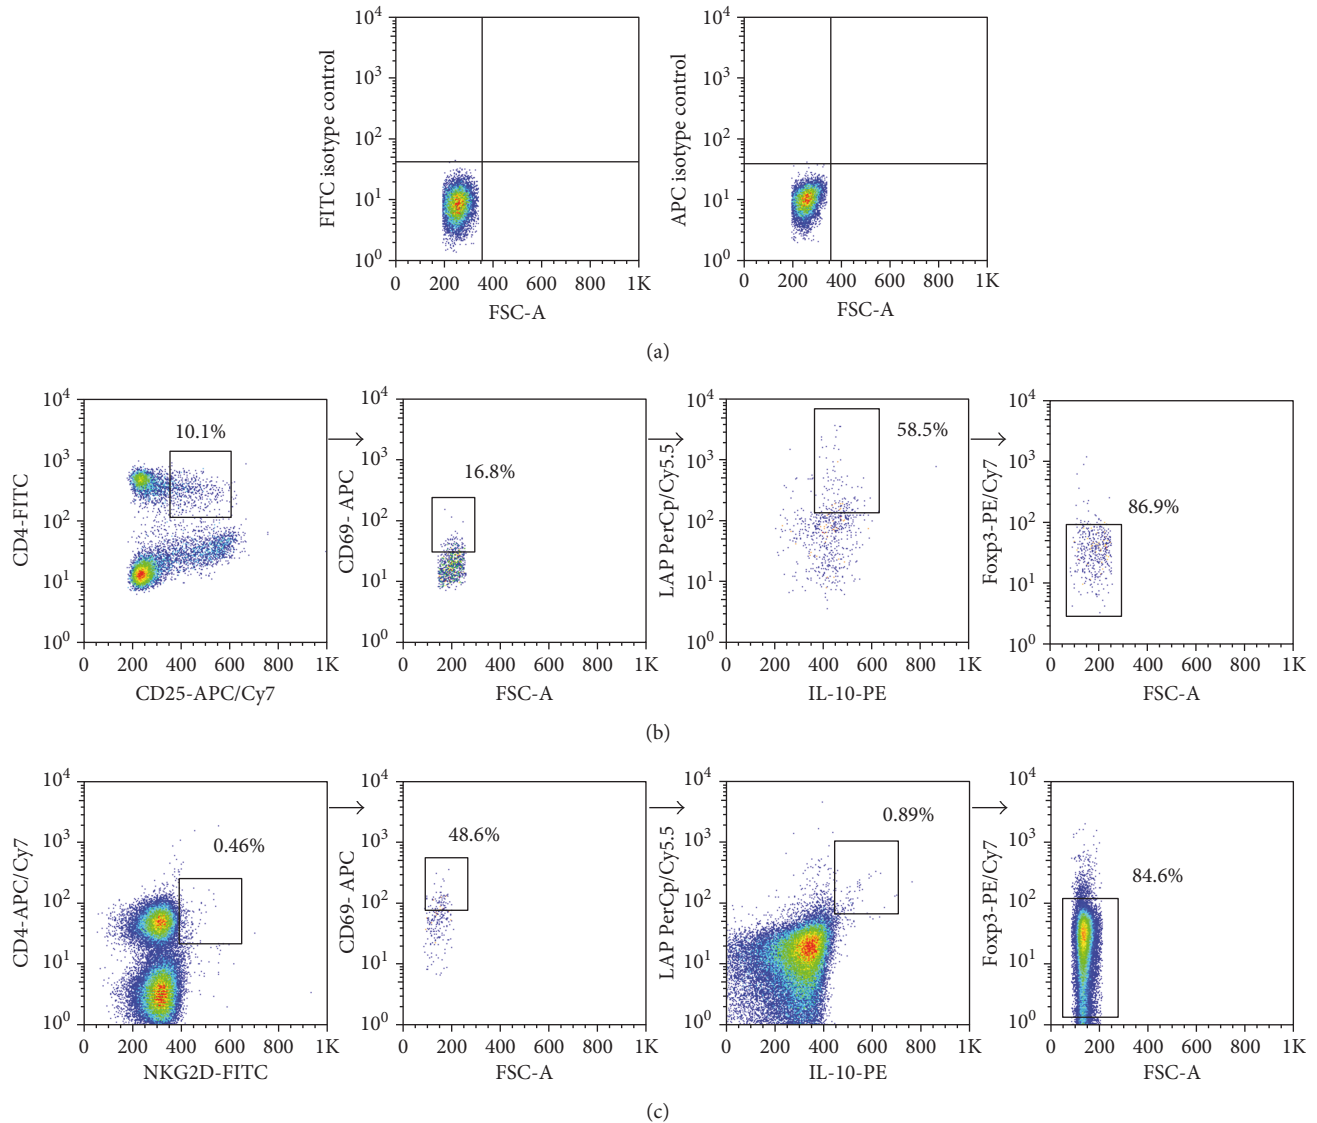 10⁴ 10³ 10² 10¹ 10⁰
FITC isotype control
0 200 400 600 800 1K
FSC-A
10⁴ 10³ 10² 10¹ 10⁰
APC isotype control
0 200 400 600 800 1K
FSC-A
(a)
10⁴ 10³ 10² 10¹ 10⁰
CD4-FITC
10.1%
0 200 400 600 800 1K
CD25-APC/Cy7
10⁴ 10³ 10² 10¹ 10⁰
CD69- APC
16.8%
0 200 400 600 800 1K
FSC-A
10⁴ 10³ 10² 10¹ 10⁰
LAP PerCp/Cy5.5
58.5%
0 200 400 600 800 1K
IL-10-PE
10⁴ 10³ 10² 10¹ 10⁰
Foxp3-PE/Cy7
86.9%
0 200 400 600 800 1K
FSC-A
(b)
10⁴ 10³ 10² 10¹ 10⁰
CD4-APC/Cy7
0.46%
0 200 400 600 800 1K
NKG2D-FITC
10⁴ 10³ 10² 10¹ 10⁰
CD69- APC
48.6%
0 200 400 600 800 1K
FSC-A
10⁴ 10³ 10² 10¹ 10⁰
LAP PerCp/Cy5.5
0.89%
0 200 400 600 800 1K
IL-10-PE
10⁴ 10³ 10² 10¹ 10⁰
Foxp3-PE/Cy7
84.6%
0 200 400 600 800 1K
FSC-A
(c)